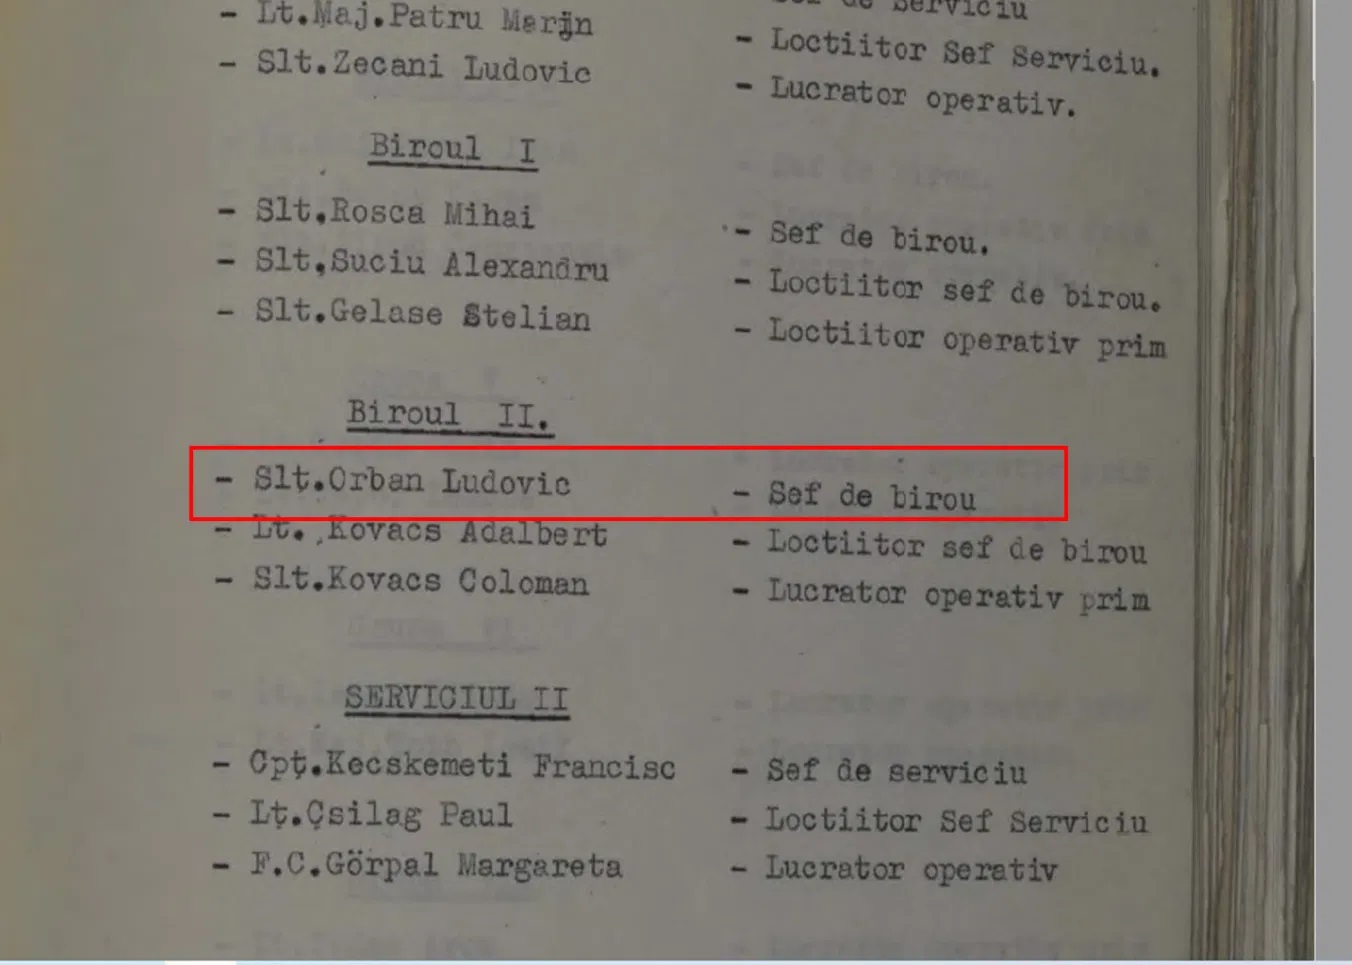 - Lt.Maj.Patru Marin - Sef de Serviciu
- Slt.Zecani Ludovic - Loctiitor Sef Serviciu.
- Lucrator operativ.
Biroul I
- Slt.Rosca Mihai - Sef de birou.
- Slt.Suciu Alexandru - Loctiitor sef de birou.
- Slt.Gelase Stelian - Loctiitor operativ prim
Biroul II.
- Slt.Orban Ludovic - Sef de birou
- Lt. Kovacs Adalbert - Loctiitor sef de birou
- Slt.Kovacs Coloman - Lucrator operativ prim
SERVICIUL II
- Cpt.Kecskemeti Francisc - Sef de serviciu
- Lt.Csilag Paul - Loctiitor Sef Serviciu
- F.C.Görpal Margareta - Lucrator operativ